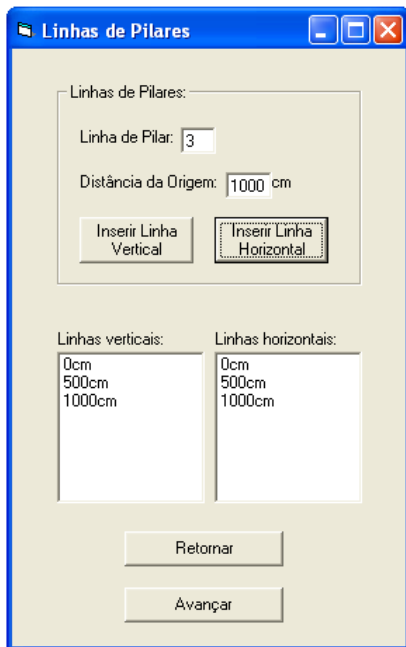 Linhas de Pilares
Linhas de Pilares:
Linha de Pilar: 3
Distância da Origem: 1000 cm
Inserir Linha
Vertical
Inserir Linha
Horizontal
Linhas verticais:
0cm
500cm
1000cm
Linhas horizontais:
0cm
500cm
1000cm
Retornar
Avançar